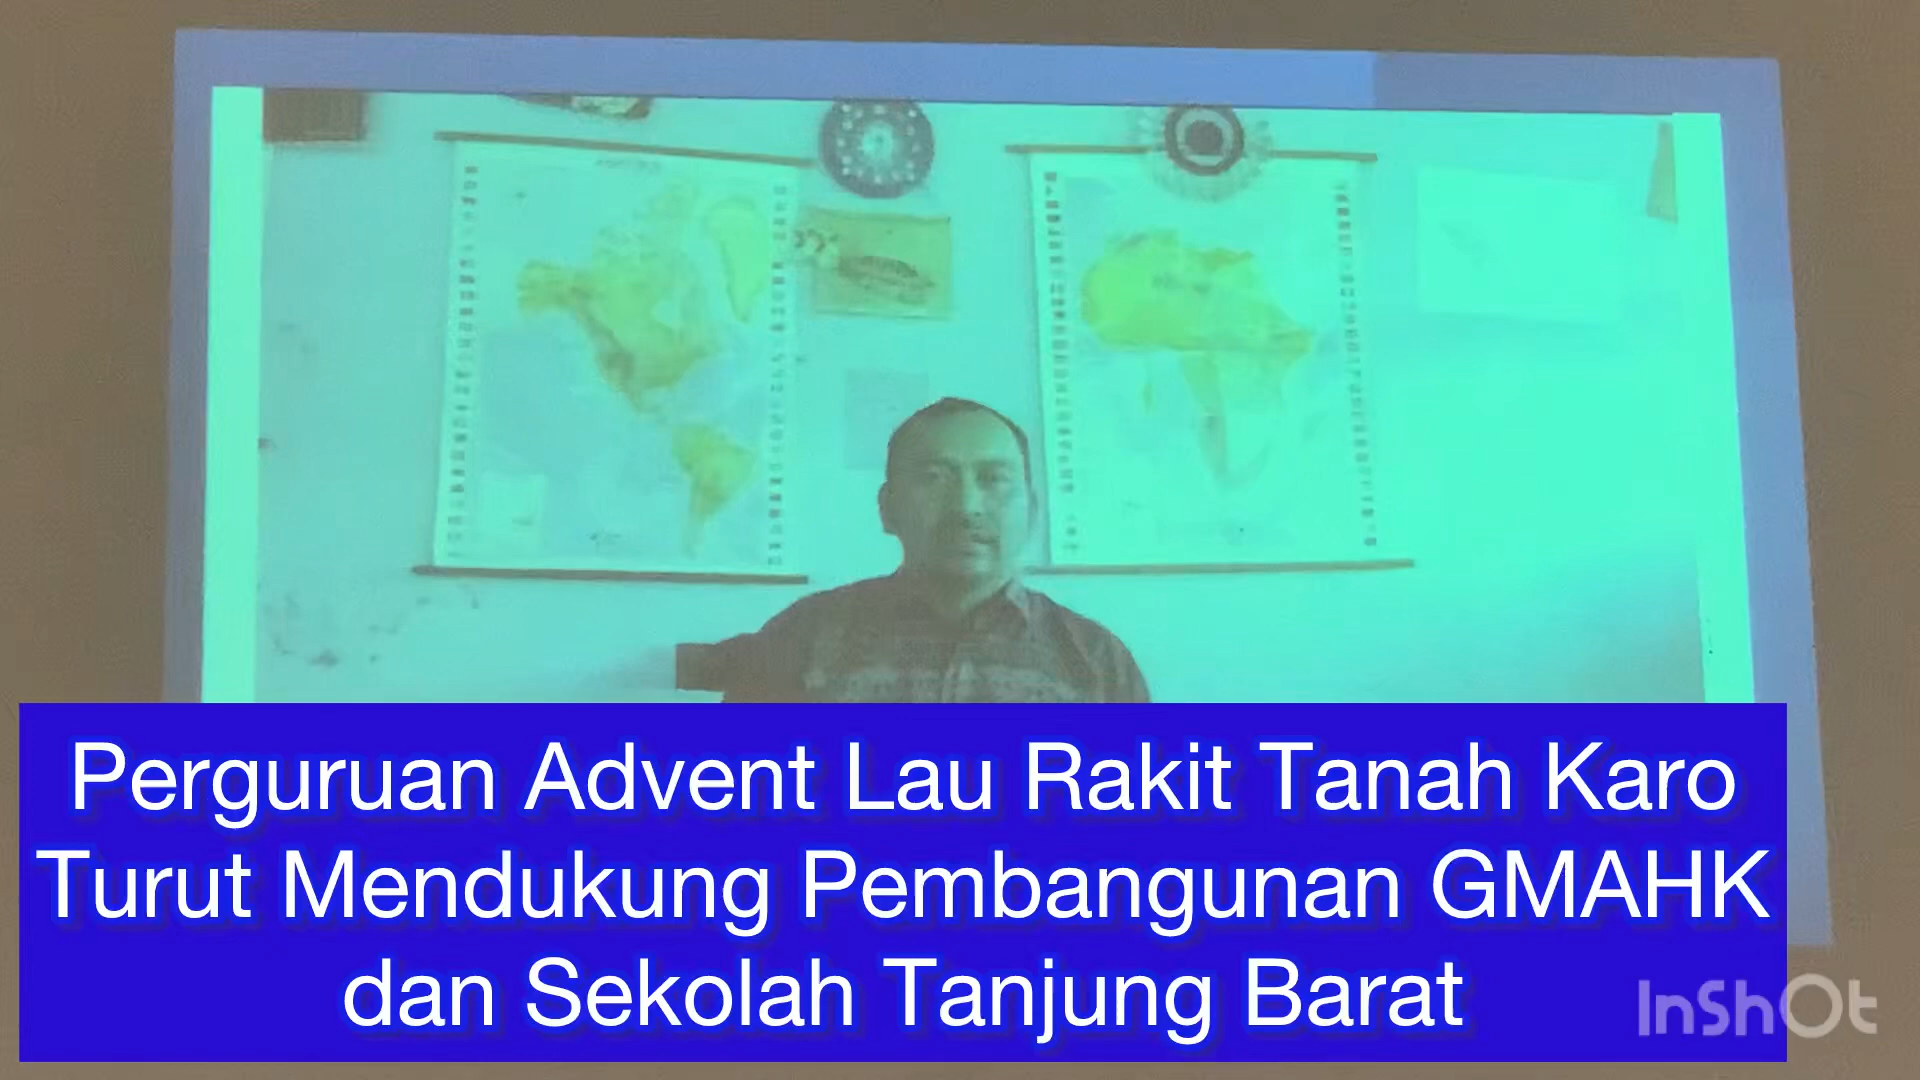 Perguruan Advent Lau Rakit Tanah Karo
Turut Mendukung Pembangunan GMAHK
dan Sekolah Tanjung Barat
InShOt